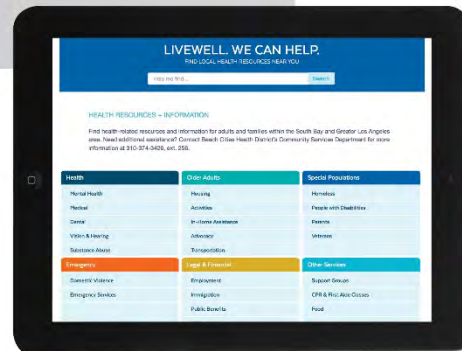 LIVEWELL. WE CAN HELP.
FIND LOCAL HEALTH RESOURCES NEAR YOU
Help me find...
Search
HEALTH RESOURCES + INFORMATION
Find health-related resources and information for adults and families within the South Bay and Greater Los Angeles
area. Need additional assistance? Contact Beach Cities Health District's Community Services Department for more
information at 310-374-3426, ext. 256.
Health
Mental Health
Medical
Dental
Vision & Hearing
Substance Abuse
Older Adults
Housing
Activities
In-Home Assistance
Advocacy
Transportation
Special Populations
Homeless
People with Disabilities
Parents
Veterans
Emergency
Domestic Violence
Emergency Services
Legal & Financial
Employment
Immigration
Public Benefits
Other Services
Support Groups
CPR & First Aide Classes
Food